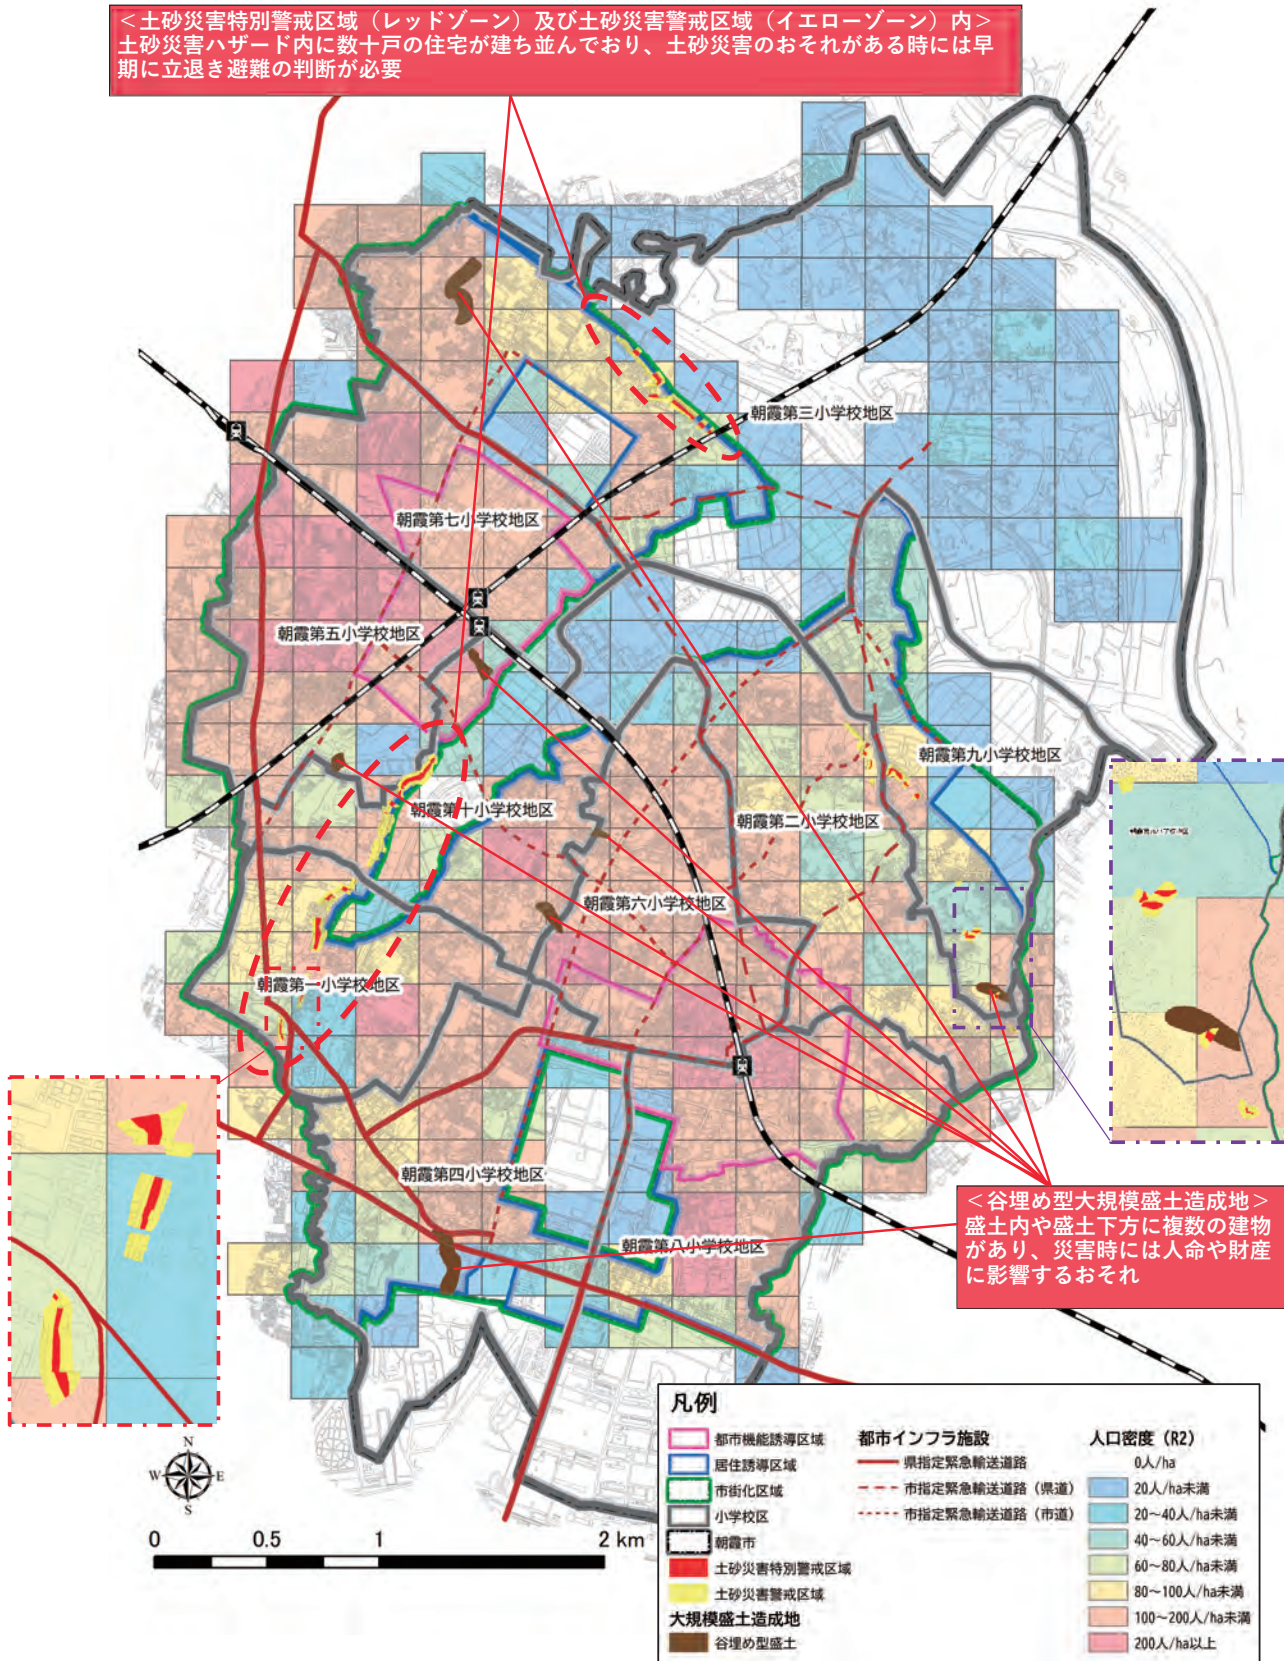 ＜土砂災害特別警戒区域（レッドゾーン）及び土砂災害警戒区域（イエローゾーン）内＞
土砂災害ハザード内に数十戸の住宅が建ち並んでおり、土砂災害のおそれがある時には早
期に立退き避難の判断が必要
朝霞第三小学校地区
朝霞第七小学校地区
朝霞第五小学校地区
朝霞第九小学校地区
朝霞第十小学校地区
朝霞第二小学校地区
朝霞第六小学校地区
朝霞第一小学校地区
朝霞第四小学校地区
朝霞第八小学校地区
＜谷埋め型大規模盛土造成地＞
盛土内や盛土下方に複数の建物
があり、災害時には人命や財産
に影響するおそれ
N
W E
S
0 0.5 1 2 km
凡例
都市機能誘導区域
居住誘導区域
市街化区域
小学校区
朝霞市
土砂災害特別警戒区域
土砂災害警戒区域
大規模盛土造成地
谷埋め型盛土
都市インフラ施設
県指定緊急輸送道路
市指定緊急輸送道路（県道）
市指定緊急輸送道路（市道）
人口密度（R2）
0人/ha
20人/ha未満
20～40人/ha未満
40～60人/ha未満
60～80人/ha未満
80～100人/ha未満
100～200人/ha未満
200人/ha以上